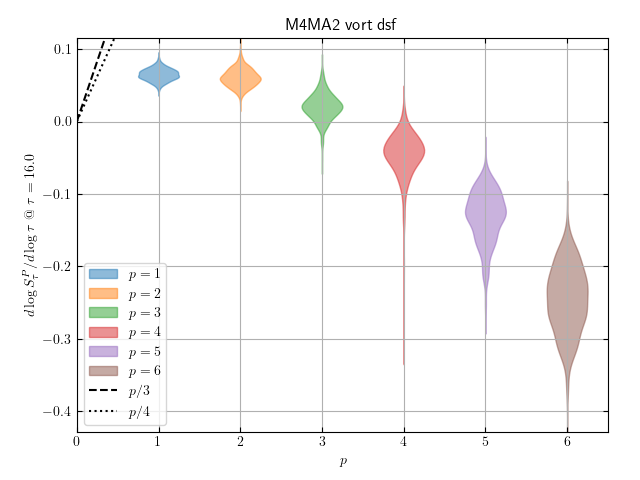 M4MA2 vort dsf
d log S_τ^P / d log τ @ τ = 16.0
0.1
0.0
−0.1
−0.2
−0.3
−0.4
p = 1
p = 2
p = 3
p = 4
p = 5
p = 6
p/3
p/4
0 1 2 3 4 5 6
p